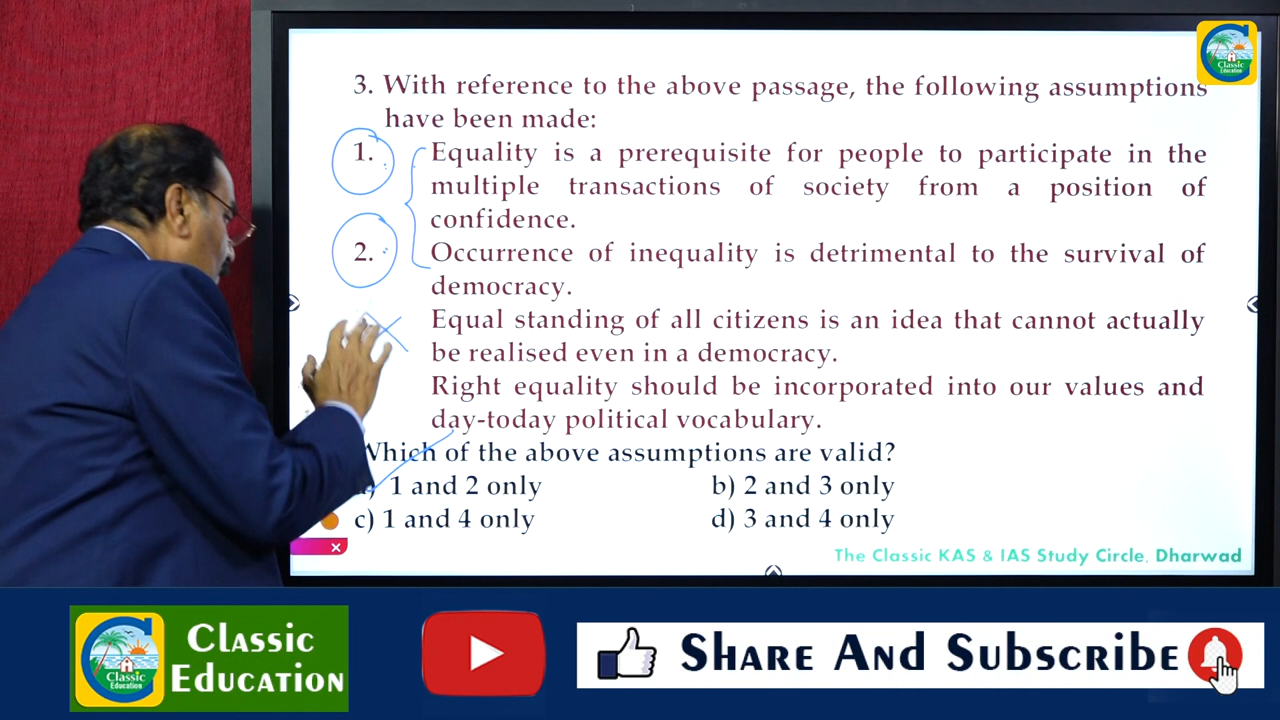 3. With reference to the above passage, the following assumptions
have been made:
1. Equality is a prerequisite for people to participate in the
multiple transactions of society from a position of
confidence.
2. Occurrence of inequality is detrimental to the survival of
democracy.
Equal standing of all citizens is an idea that cannot actually
be realised even in a democracy.
Right equality should be incorporated into our values and
day-today political vocabulary.
Which of the above assumptions are valid?
1 and 2 only b) 2 and 3 only
c) 1 and 4 only d) 3 and 4 only
The Classic KAS & IAS Study Circle, Dharwad
Classic
Education
Classic
Education
Classic
Education
Share And Subscribe